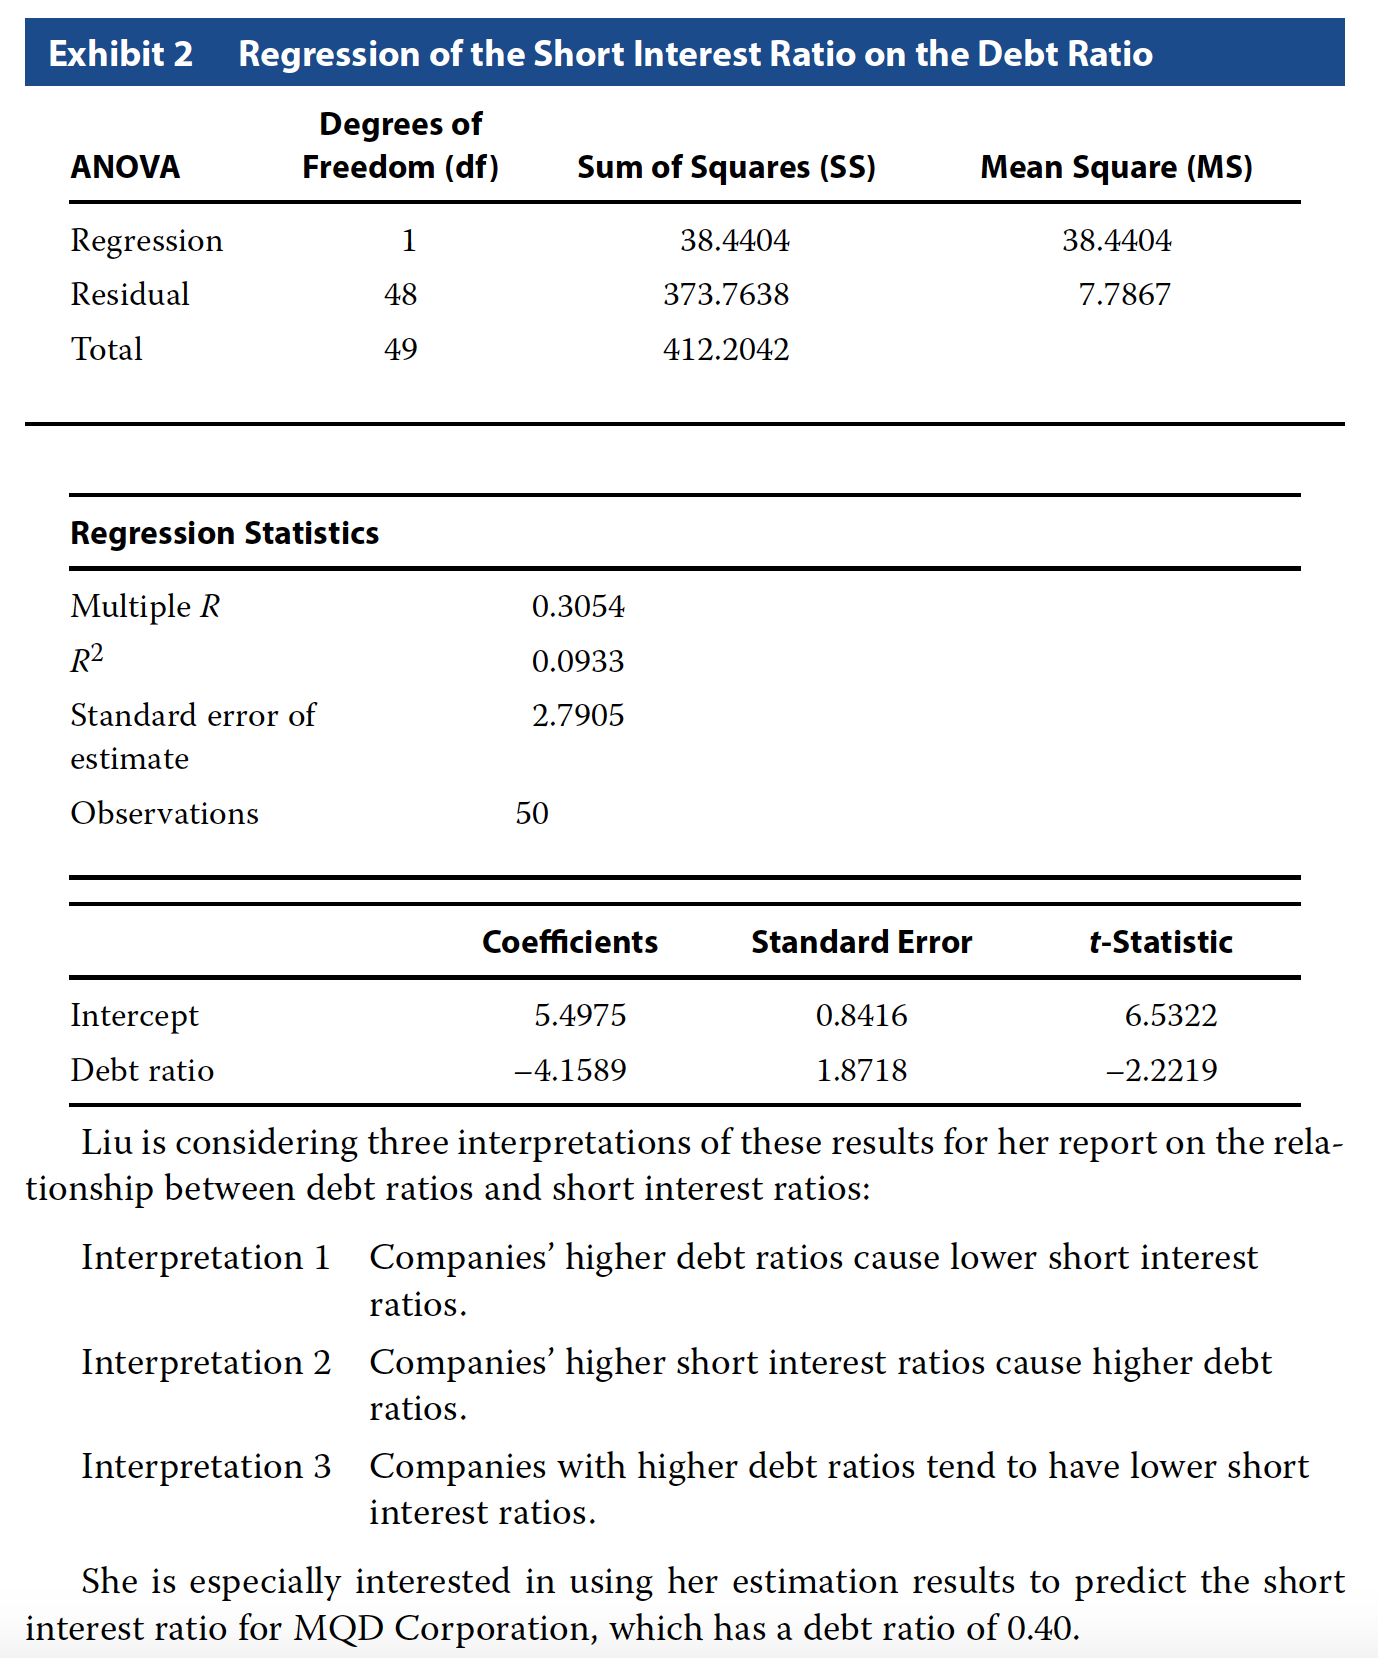 Exhibit 2 Regression of the Short Interest Ratio on the Debt Ratio
Degrees of
ANOVA Freedom (df) Sum of Squares (SS) Mean Square (MS)
Regression 1 38.4404 38.4404
Residual 48 373.7638 7.7867
Total 49 412.2042
Regression Statistics
Multiple R 0.3054
R² 0.0933
Standard error of 2.7905
estimate
Observations 50
Coefficients Standard Error t-Statistic
Intercept 5.4975 0.8416 6.5322
Debt ratio –4.1589 1.8718 –2.2219
Liu is considering three interpretations of these results for her report on the rela-
tionship between debt ratios and short interest ratios:
Interpretation 1 Companies’ higher debt ratios cause lower short interest
ratios.
Interpretation 2 Companies’ higher short interest ratios cause higher debt
ratios.
Interpretation 3 Companies with higher debt ratios tend to have lower short
interest ratios.
She is especially interested in using her estimation results to predict the short
interest ratio for MQD Corporation, which has a debt ratio of 0.40.